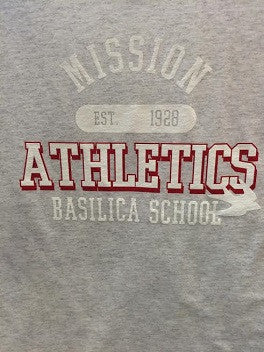 MISSION
EST 1928
ATHLETICS
BASILICA SCHOOL